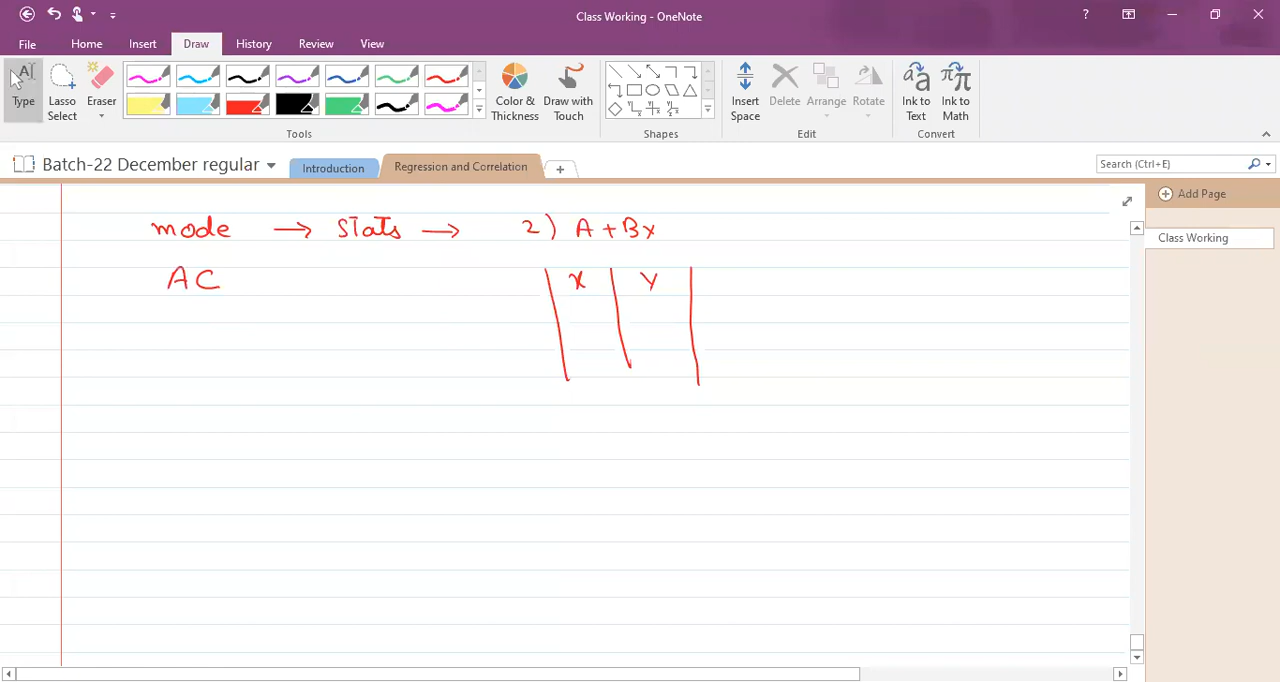 Class Working - OneNote
?
File Home Insert Draw History Review View
Type
Lasso Select
Eraser
Color & Thickness
Draw with Touch
Insert Space
Delete
Arrange
Rotate
Ink to Text
Ink to Math
Tools Shapes Edit Convert
Batch-22 December regular Introduction Regression and Correlation
Search (Ctrl+E)
Add Page
Class Working
mode → Stats → 2) A + Bx
AC
x y